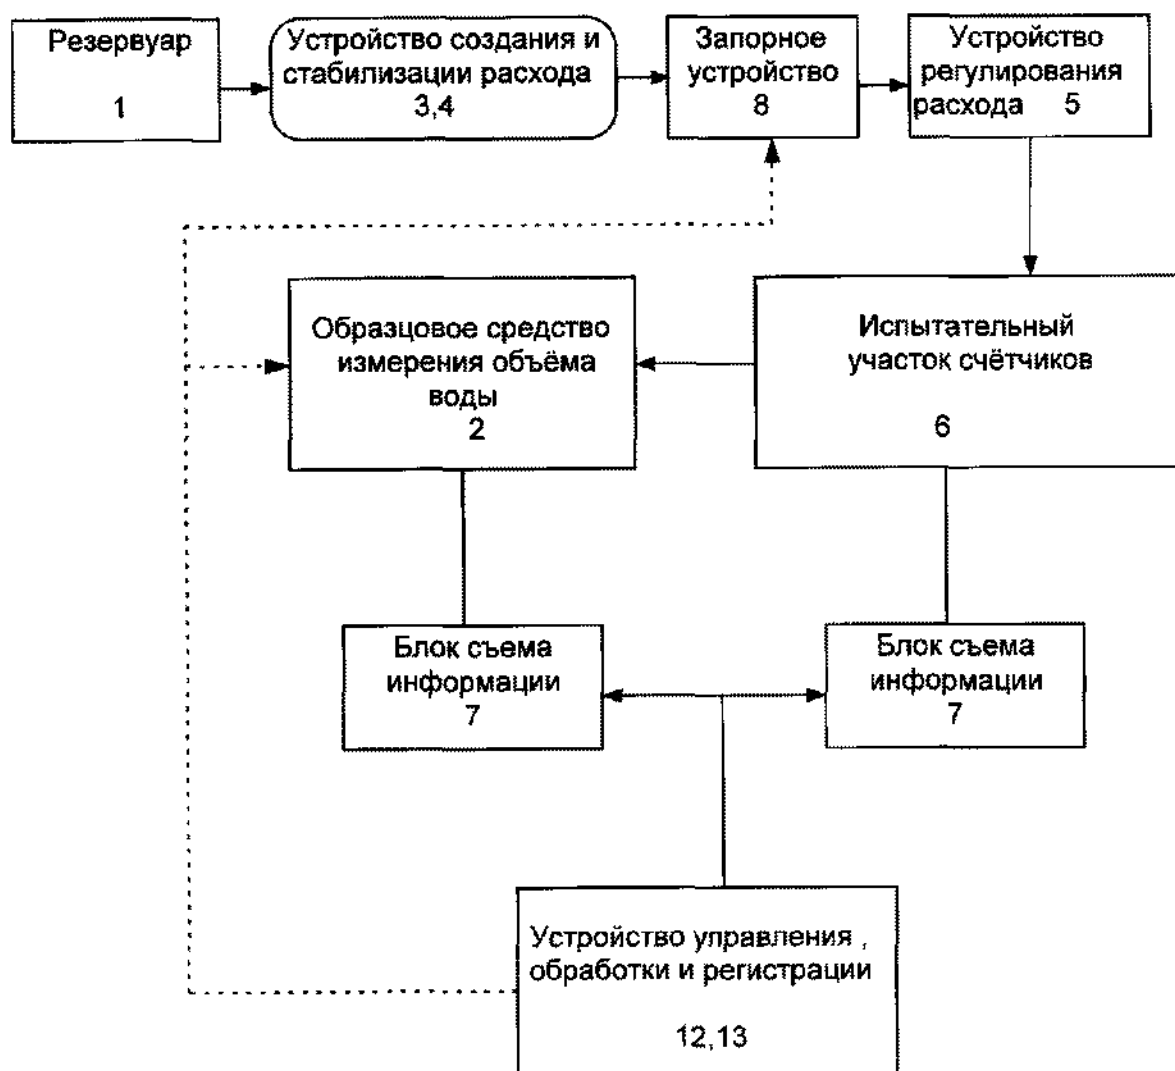 Резервуар
1
Устройство создания и
стабилизации расхода
3,4
Запорное
устройство
8
Устройство
регулирования
расхода 5
Образцовое средство
измерения объёма
воды
2
Испытательный
участок счётчиков
6
Блок съема
информации
7
Блок съема
информации
7
Устройство управления ,
обработки и регистрации
12,13